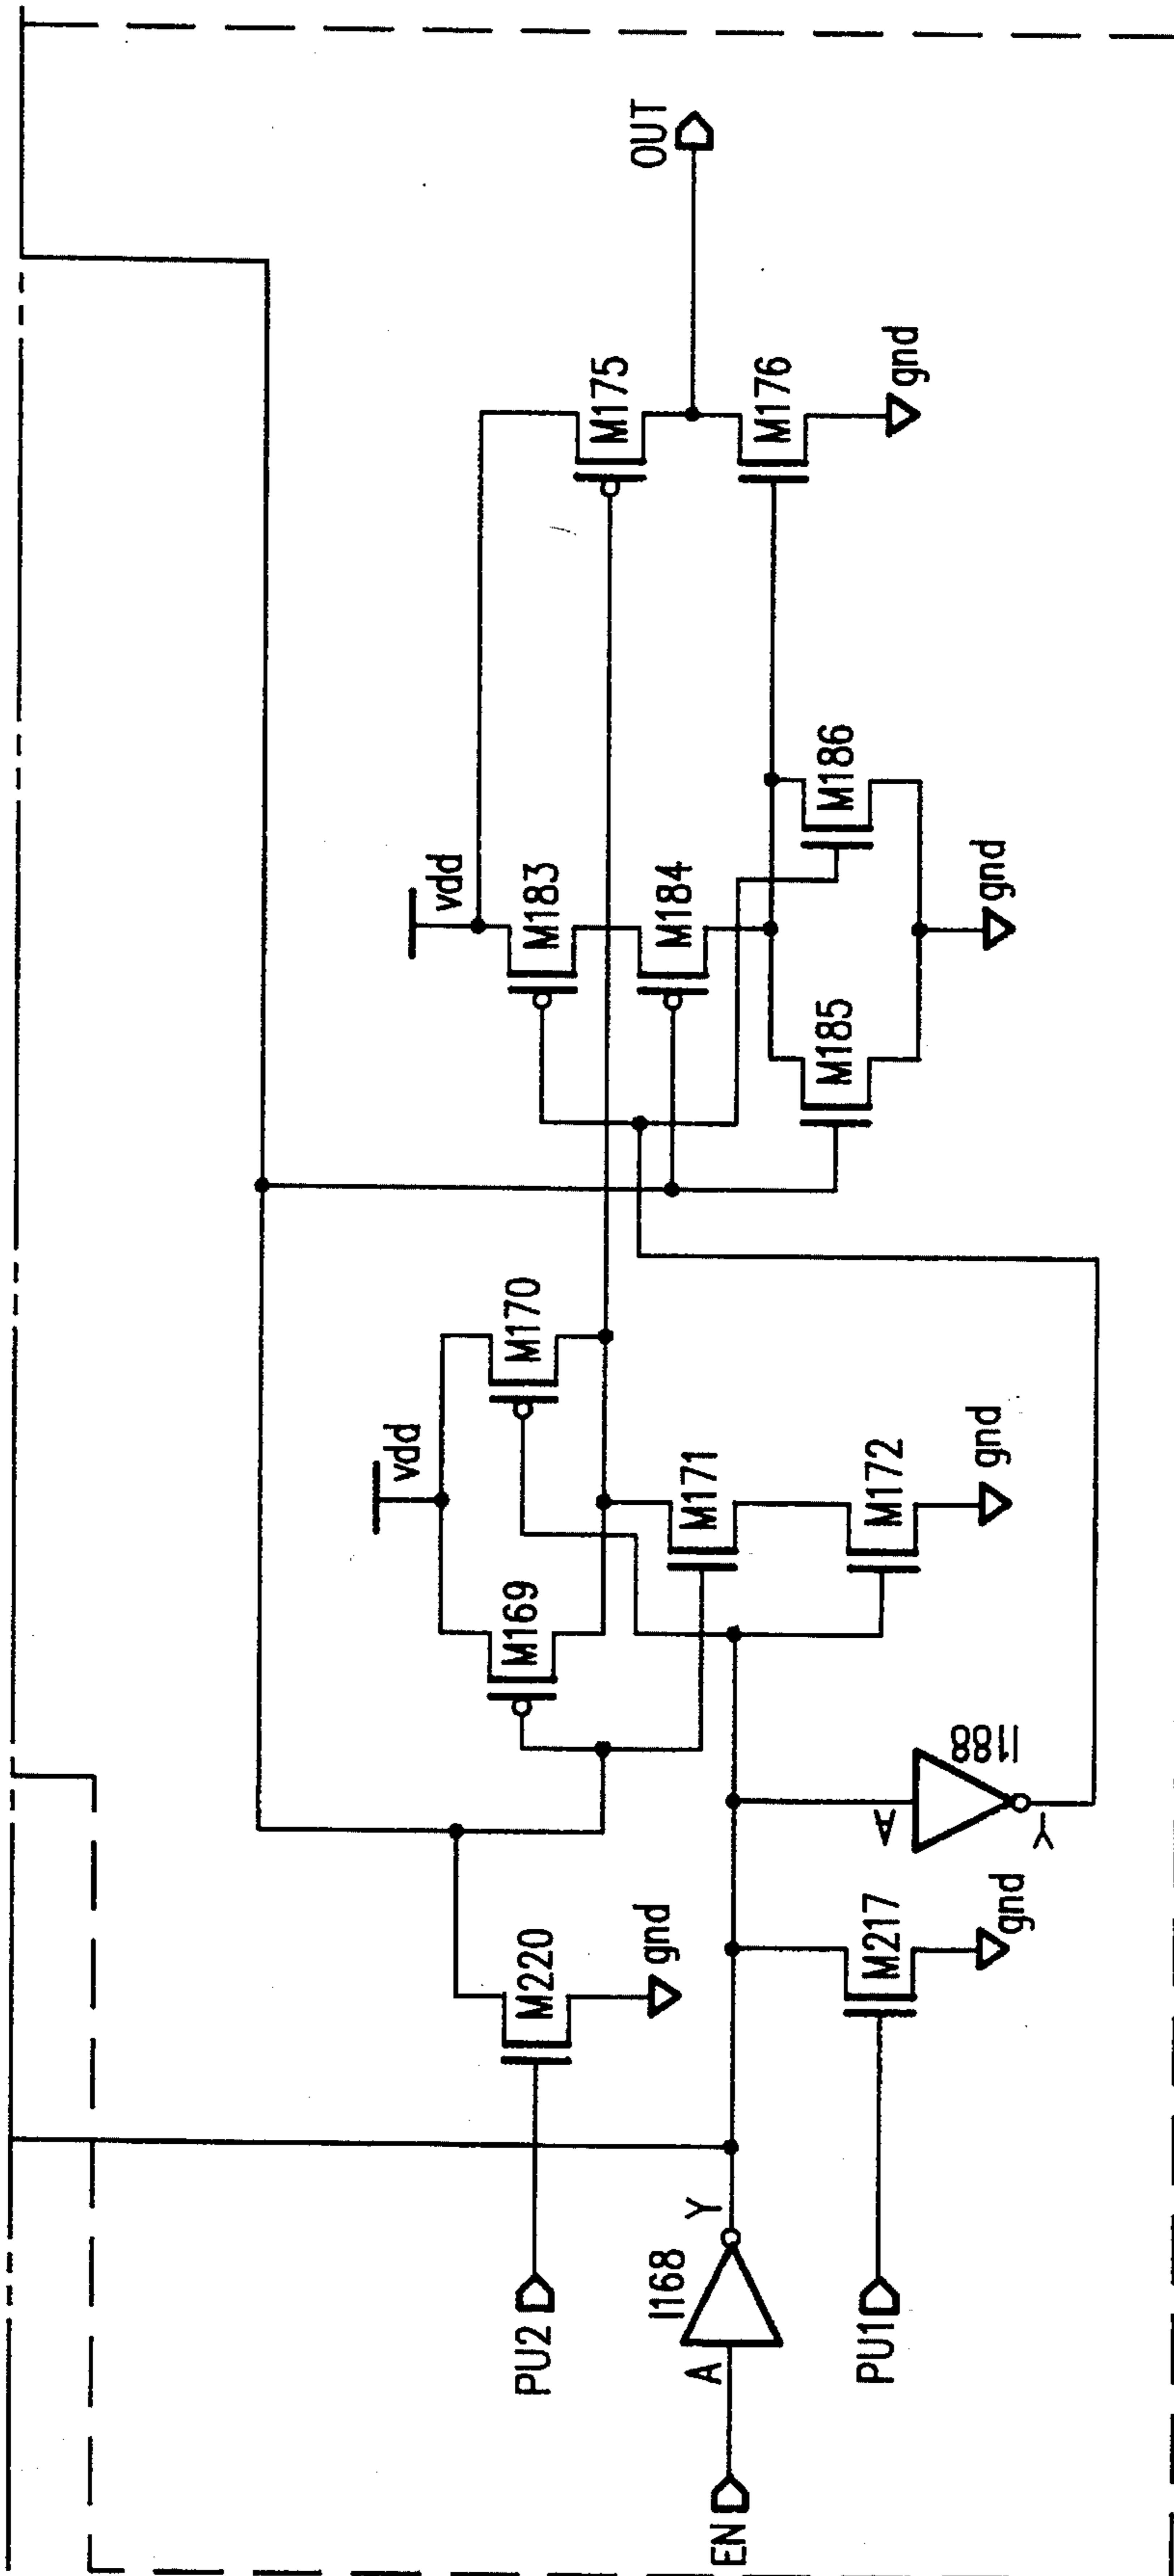 OUT
M175
M176
gnd
vdd
M183
M184
M186
M185
gnd
vdd
M170
M169
M171
M172
gnd
I188
A
Y
M220
gnd
M217
gnd
PU2
I168
A
Y
PU1
EN